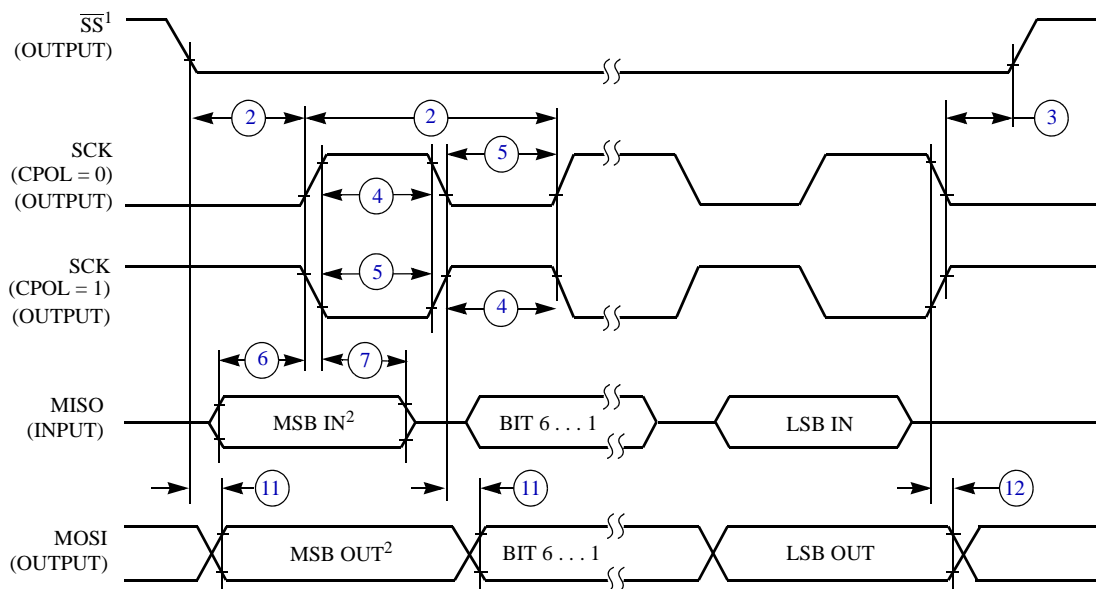 SS¹
(OUTPUT)
2
2
3
SCK
(CPOL = 0)
(OUTPUT)
5
4
SCK
(CPOL = 1)
(OUTPUT)
5
4
6
7
MISO
(INPUT)
MSB IN²
BIT 6 . . . 1
LSB IN
11
11
12
MOSI
(OUTPUT)
MSB OUT²
BIT 6 . . . 1
LSB OUT